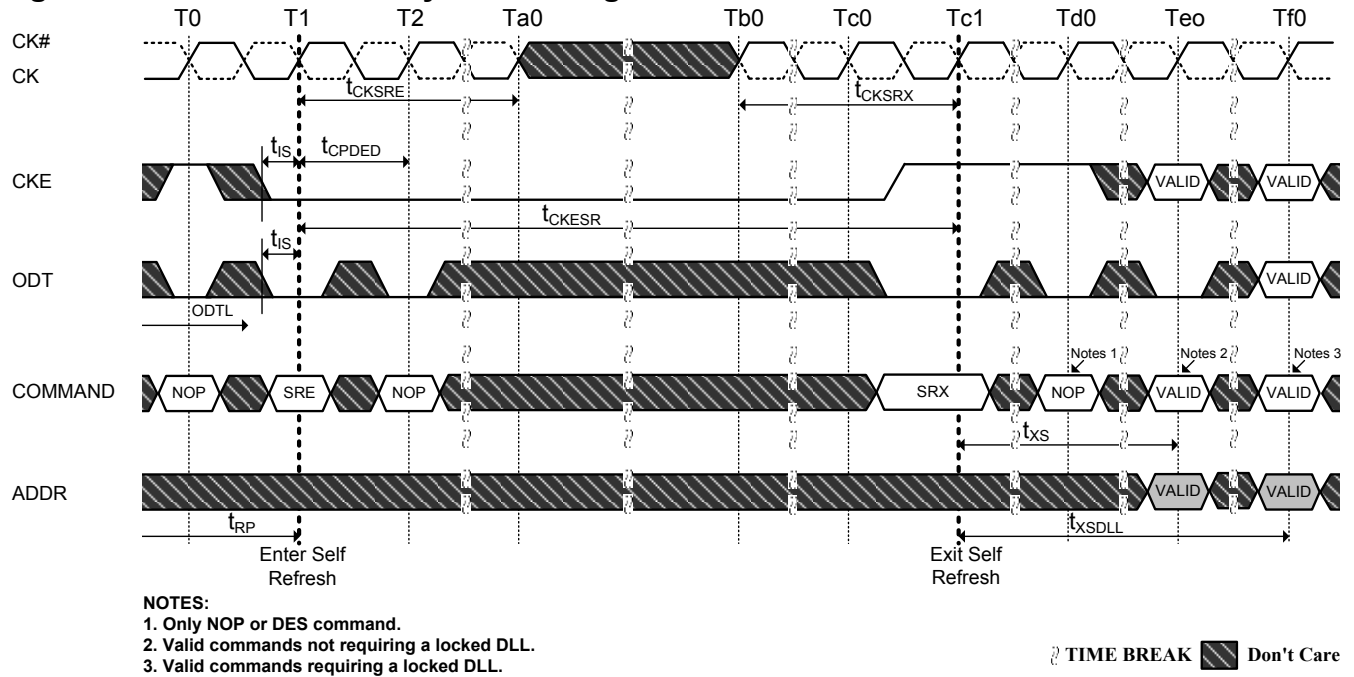 T0 T1 T2 Ta0 Tb0 Tc0 Tc1 Td0 Teo Tf0
CK#
CK
tCKSRE tCKSRX
tIS tCPDED
CKE VALID VALID
tCKESR
tIS
ODT VALID
ODTL
Notes 1 Notes 2 Notes 3
COMMAND NOP SRE NOP SRX NOP VALID VALID
tXS
ADDR VALID VALID
tRP tXSDLL
Enter Self Exit Self
Refresh Refresh
NOTES:
1. Only NOP or DES command.
2. Valid commands not requiring a locked DLL.
3. Valid commands requiring a locked DLL.
TIME BREAK Don't Care